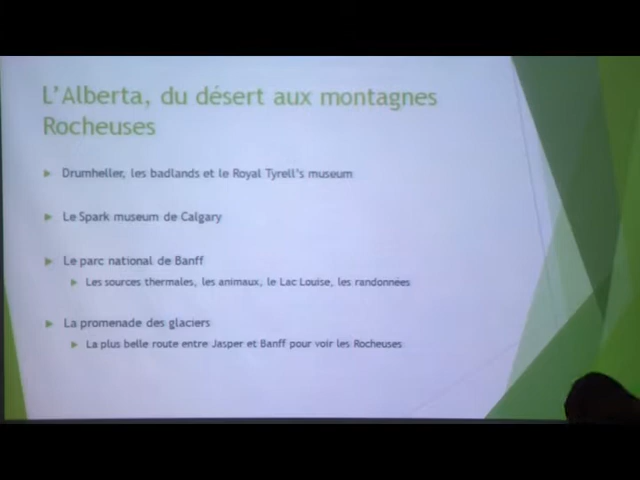 L'Alberta, du désert aux montagnes
Rocheuses
Drumheller, les badlands et le Royal Tyrell's museum
Le Spark museum de Calgary
Le parc national de Banff
Les sources thermales, les animaux, le Lac Louise, les randonnées
La promenade des glaciers
La plus belle route entre Jasper et Banff pour voir les Rocheuses